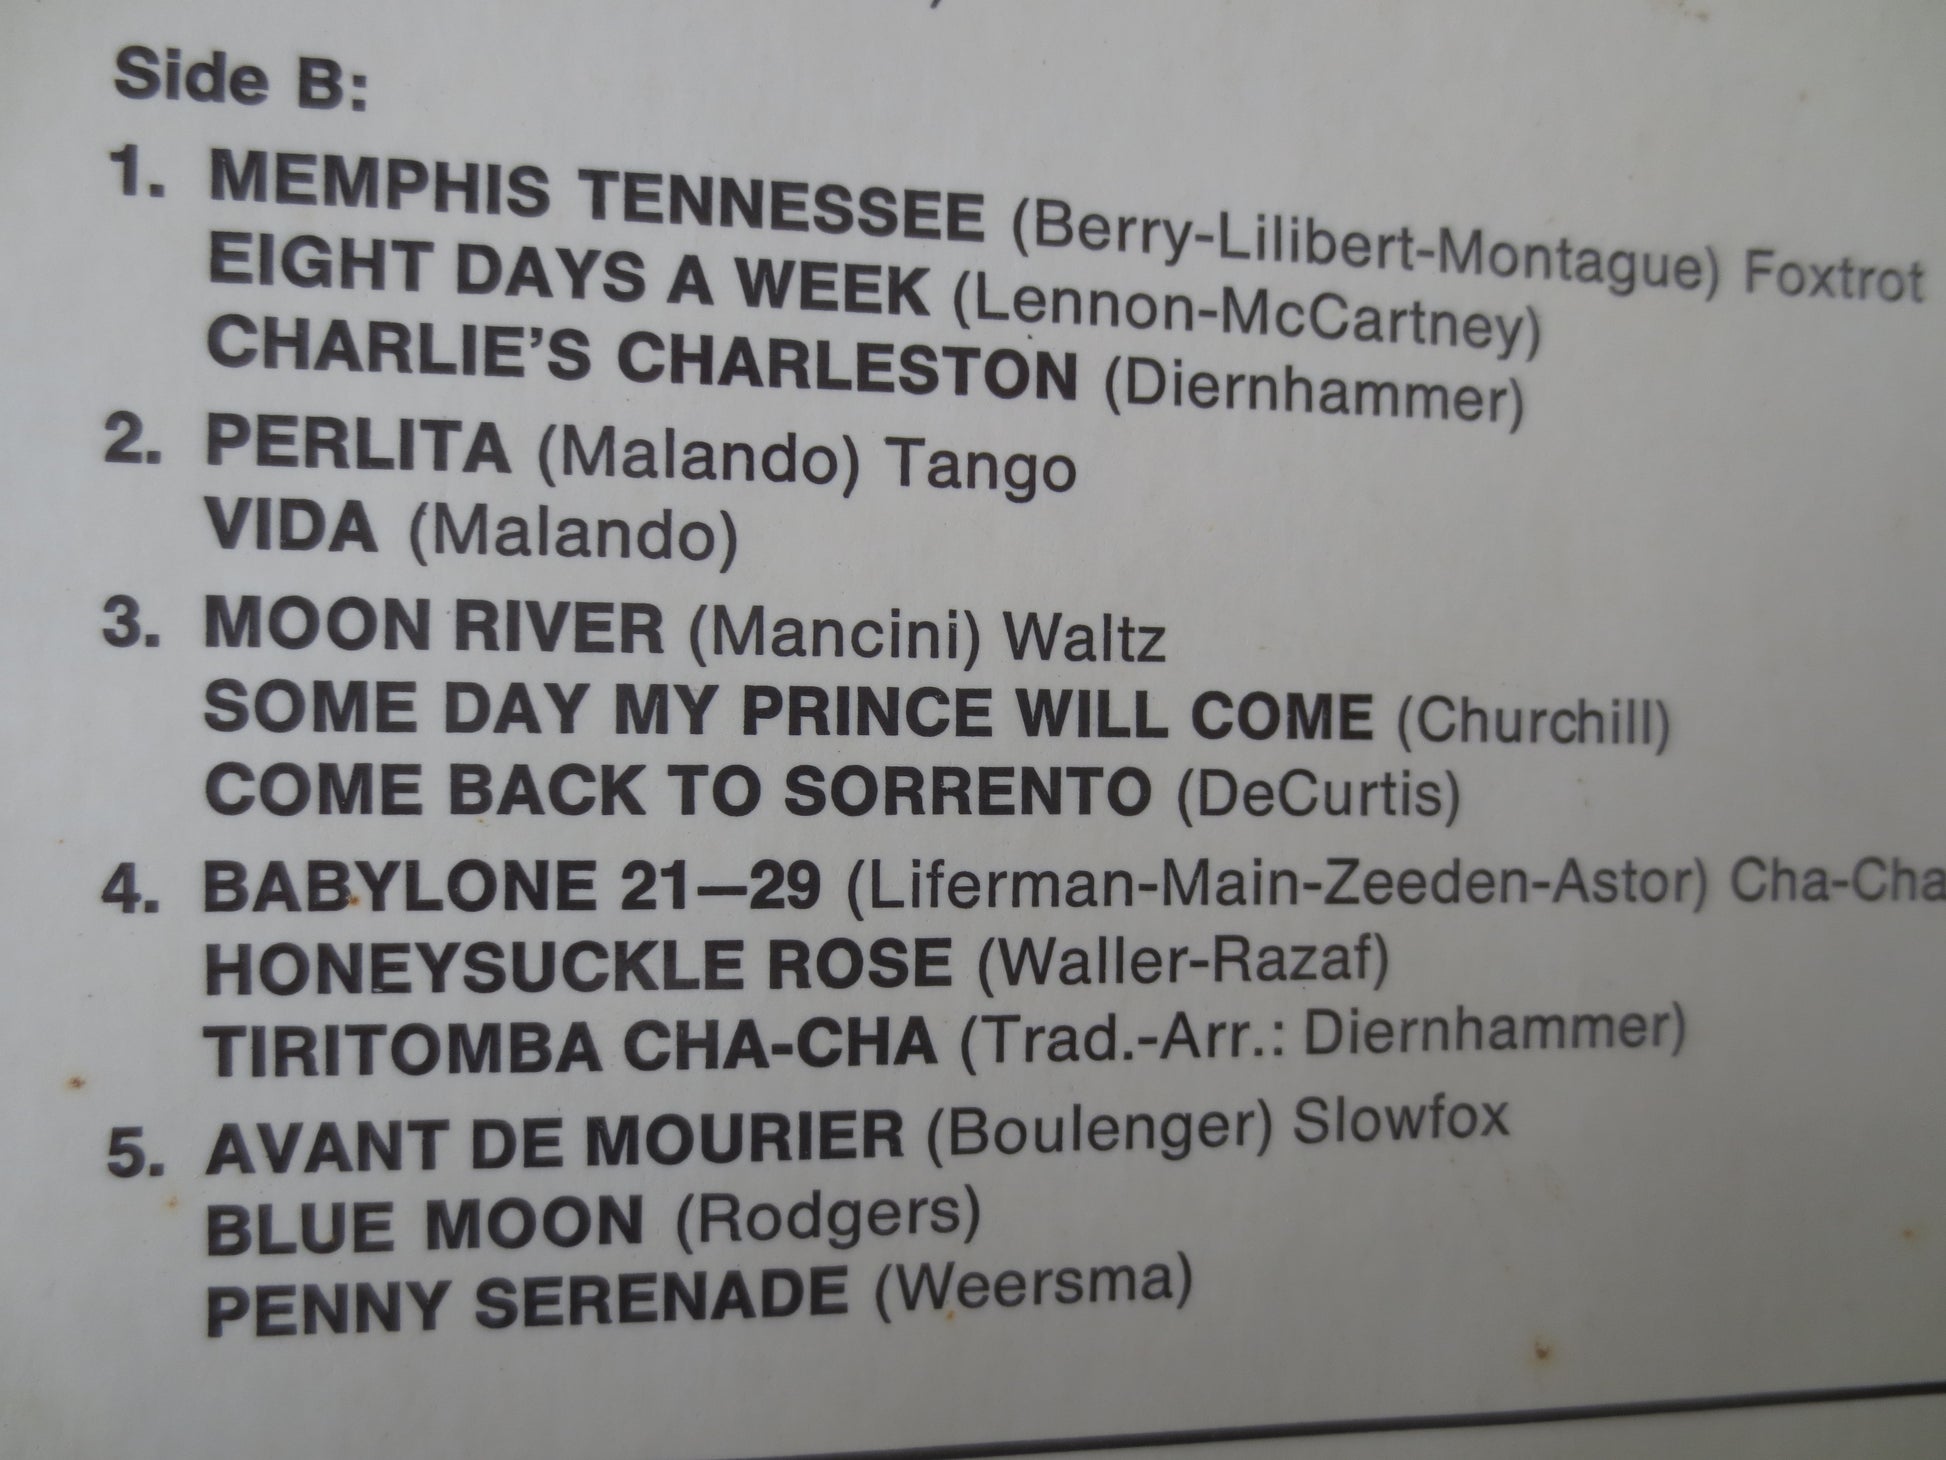 Side B:
1. MEMPHIS TENNESSEE (Berry-Lilibert-Montague) Foxtrot
EIGHT DAYS A WEEK (Lennon-McCartney)
CHARLIE'S CHARLESTON (Diernhammer)
2. PERLITA (Malando) Tango
VIDA (Malando)
3. MOON RIVER (Mancini) Waltz
SOME DAY MY PRINCE WILL COME (Churchill)
COME BACK TO SORRENTO (DeCurtis)
4. BABYLONE 21—29 (Liferman-Main-Zeeden-Astor) Cha-Cha
HONEYSUCKLE ROSE (Waller-Razaf)
TIRITOMBA CHA-CHA (Trad.-Arr.: Diernhammer)
5. AVANT DE MOURIER (Boulenger) Slowfox
BLUE MOON (Rodgers)
PENNY SERENADE (Weersma)